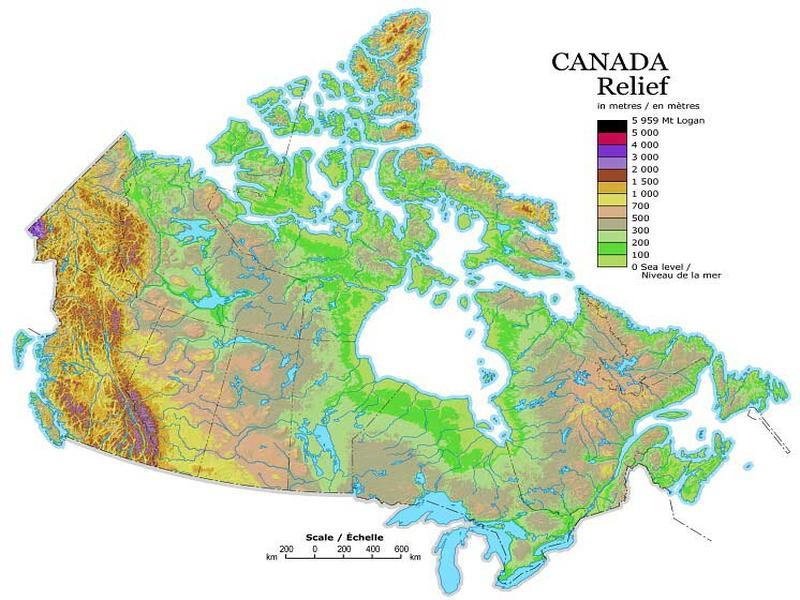 CANADA
Relief
in metres / en mètres
5 959 Mt Logan
5 000
4 000
3 000
2 000
1 500
1 000
700
500
300
200
100
0 Sea level /
Niveau de la mer
Scale / Échelle
200 0 200 400 600
km km